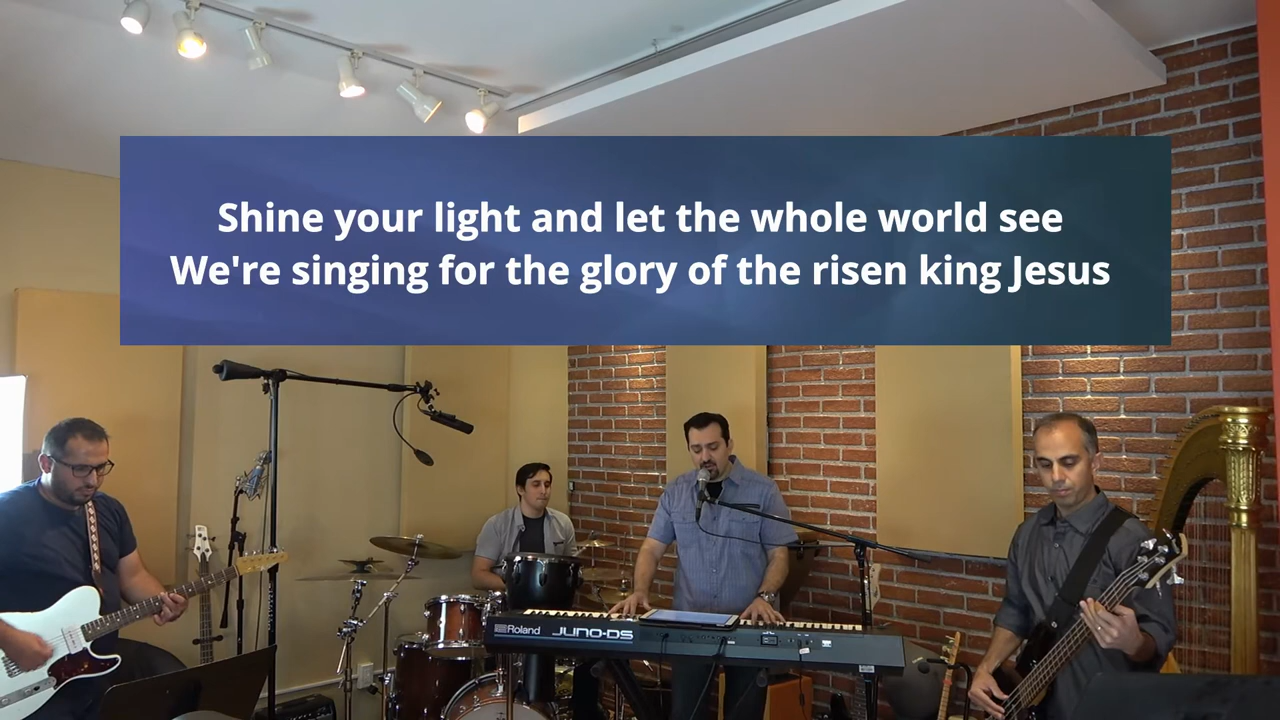 Shine your light and let the whole world see
We're singing for the glory of the risen king Jesus
Roland JUNO-DS